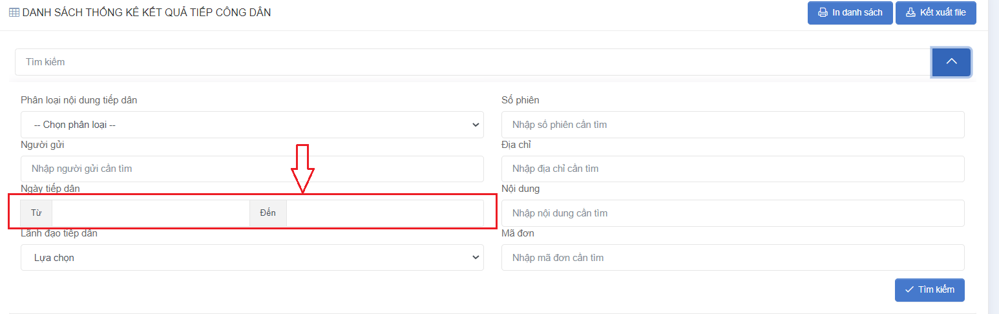 DANH SÁCH THỐNG KÊ KẾT QUẢ TIẾP CÔNG DÂN
In danh sách
Kết xuất file
Tìm kiếm
Phân loại nội dung tiếp dân
Số phiên
-- Chọn phân loại --
Nhập số phiên cần tìm
Người gửi
Địa chỉ
Nhập người gửi cần tìm
Nhập địa chỉ cần tìm
Ngày tiếp dân
Nội dung
Từ
Đến
Nhập nội dung cần tìm
Lãnh đạo tiếp dân
Mã đơn
Lựa chọn
Nhập mã đơn cần tìm
Tìm kiếm